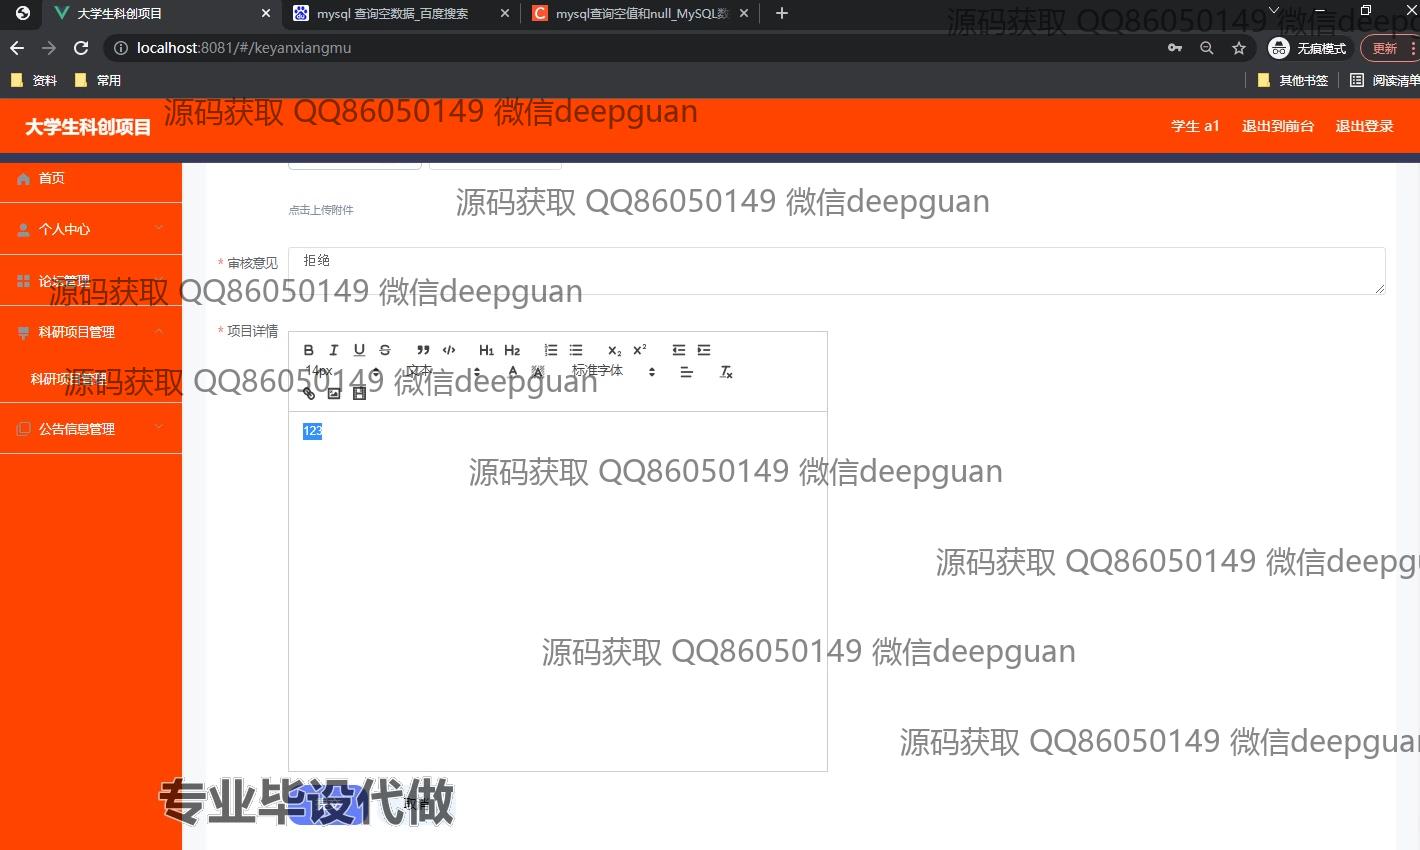 大学生科创项目
mysql 查询空数据_百度搜索
mysql查询空值和null_MySQL数
localhost:8081/#/keyanxiangmu
无痕模式
更新
资料
常用
其他书签
阅读清单
源码获取 QQ86050149 微信deepg
大学生科创项目
源码获取 QQ86050149 微信deepguan
学生 a1
退出到前台
退出登录
首页
点击上传附件
源码获取 QQ86050149 微信deepguan
个人中心
* 审核意见
拒绝
论坛管理
源码获取 QQ86050149 微信deepguan
科研项目管理
* 项目详情
B I U S H1 H2 X2 X2
14px 文本 A A 标准字体 Tx
科研项目管理
源码获取 QQ86050149 微信deepguan
公告信息管理
123
源码获取 QQ86050149 微信deepguan
源码获取 QQ86050149 微信deepgu
源码获取 QQ86050149 微信deepguan
源码获取 QQ86050149 微信deepguan
专业毕设代做
取消